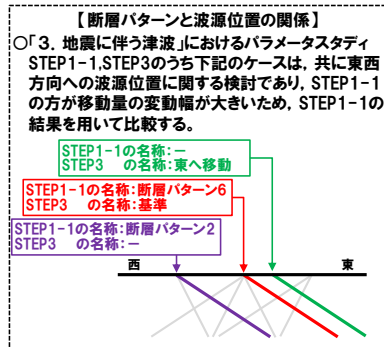 【断層パターンと波源位置の関係】
○「3．地震に伴う津波」におけるパラメータスタディ
STEP1-1,STEP3のうち下記のケースは，共に東西
方向への波源位置に関する検討であり，STEP1-1
の方が移動量の変動幅が大きいため，STEP1-1の
結果を用いて比較する。
STEP1-1の名称：－
STEP3　の名称：東へ移動
STEP1-1の名称：断層パターン6
STEP3　の名称：基準
STEP1-1の名称：断層パターン2
STEP3　の名称：－
西　東